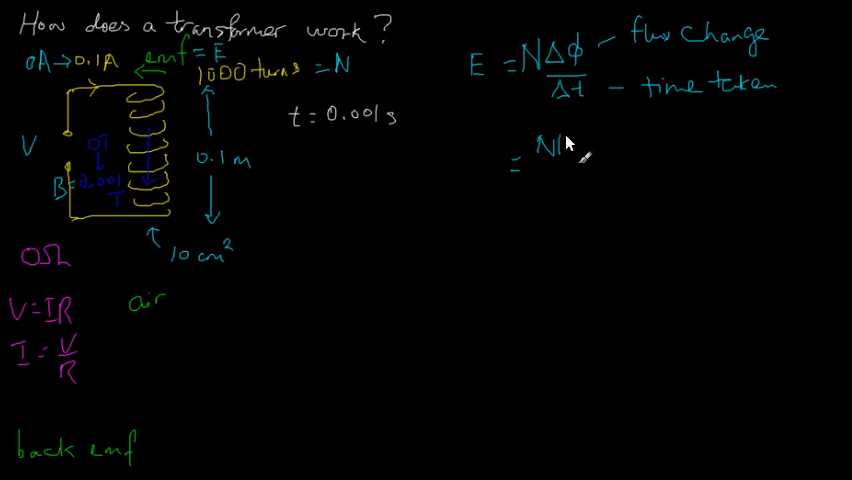 How does a transformer work?
0A→0.1A
emf = E
1000 turns = N
t = 0.001s
V
0T
↓
B=0.001
T
0.1 m
10 cm²
0Ω
V=IR
air
I = V/R
back emf
E = NΔϕ/Δt
flux change
time taken
= N